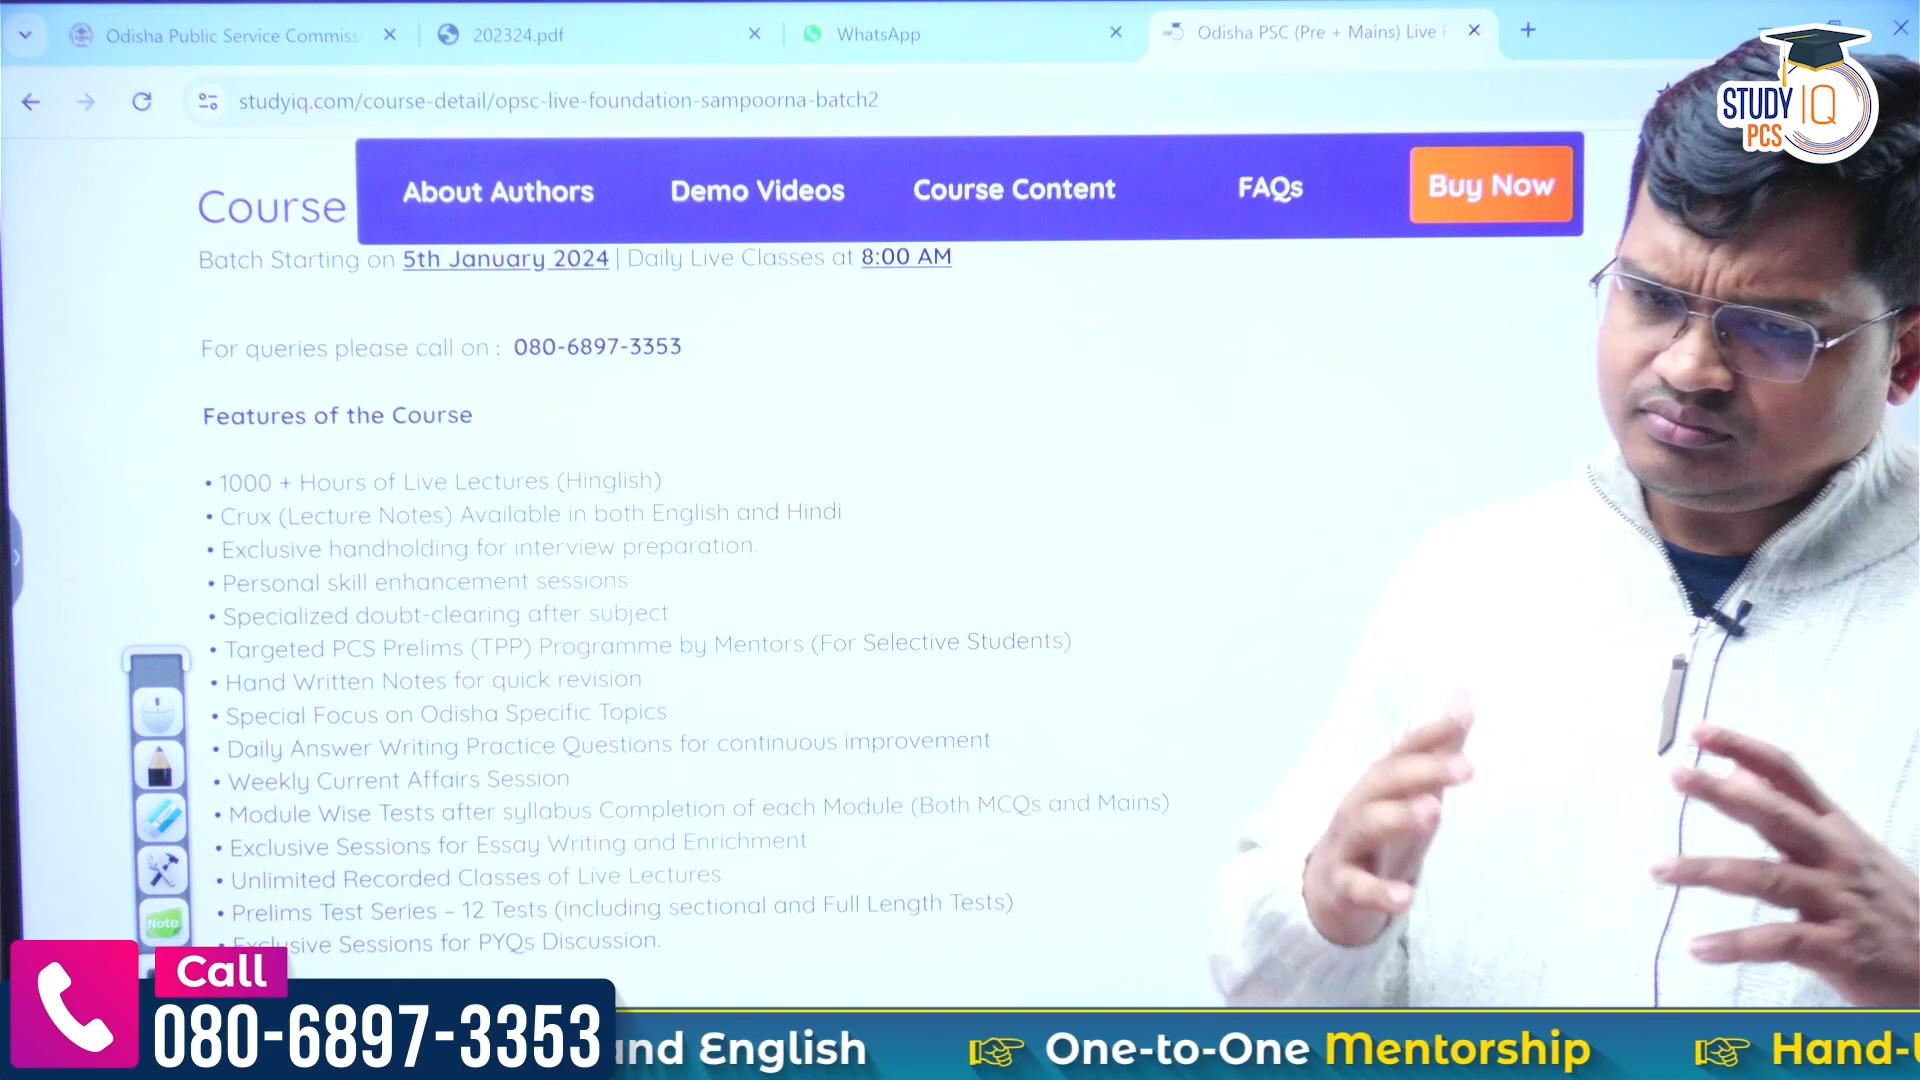 Odisha Public Service Commiss
202324.pdf
WhatsApp
Odisha PSC (Pre + Mains) Live F
studyiq.com/course-detail/opsc-live-foundation-sampoorna-batch2
STUDY IQ
PCS
About Authors
Demo Videos
Course Content
FAQs
Buy Now
Course
Batch Starting on 5th January 2024 | Daily Live Classes at 8:00 AM
For queries please call on : 080-6897-3353
Features of the Course
• 1000 + Hours of Live Lectures (Hinglish)
• Crux (Lecture Notes) Available in both English and Hindi
• Exclusive handholding for interview preparation.
• Personal skill enhancement sessions
• Specialized doubt-clearing after subject
• Targeted PCS Prelims (TPP) Programme by Mentors (For Selective Students)
• Hand Written Notes for quick revision
• Special Focus on Odisha Specific Topics
• Daily Answer Writing Practice Questions for continuous improvement
• Weekly Current Affairs Session
• Module Wise Tests after syllabus Completion of each Module (Both MCQs and Mains)
• Exclusive Sessions for Essay Writing and Enrichment
• Unlimited Recorded Classes of Live Lectures
• Prelims Test Series – 12 Tests (including sectional and Full Length Tests)
• Exclusive Sessions for PYQs Discussion.
Note
Call
080-6897-3353
and English
One-to-One Mentorship
Hand-